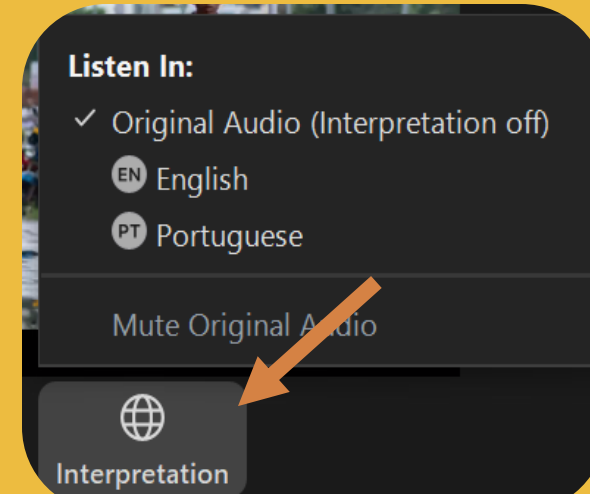 Listen In:
Original Audio (Interpretation off)
EN English
PT Portuguese
Mute Original Audio
Interpretation